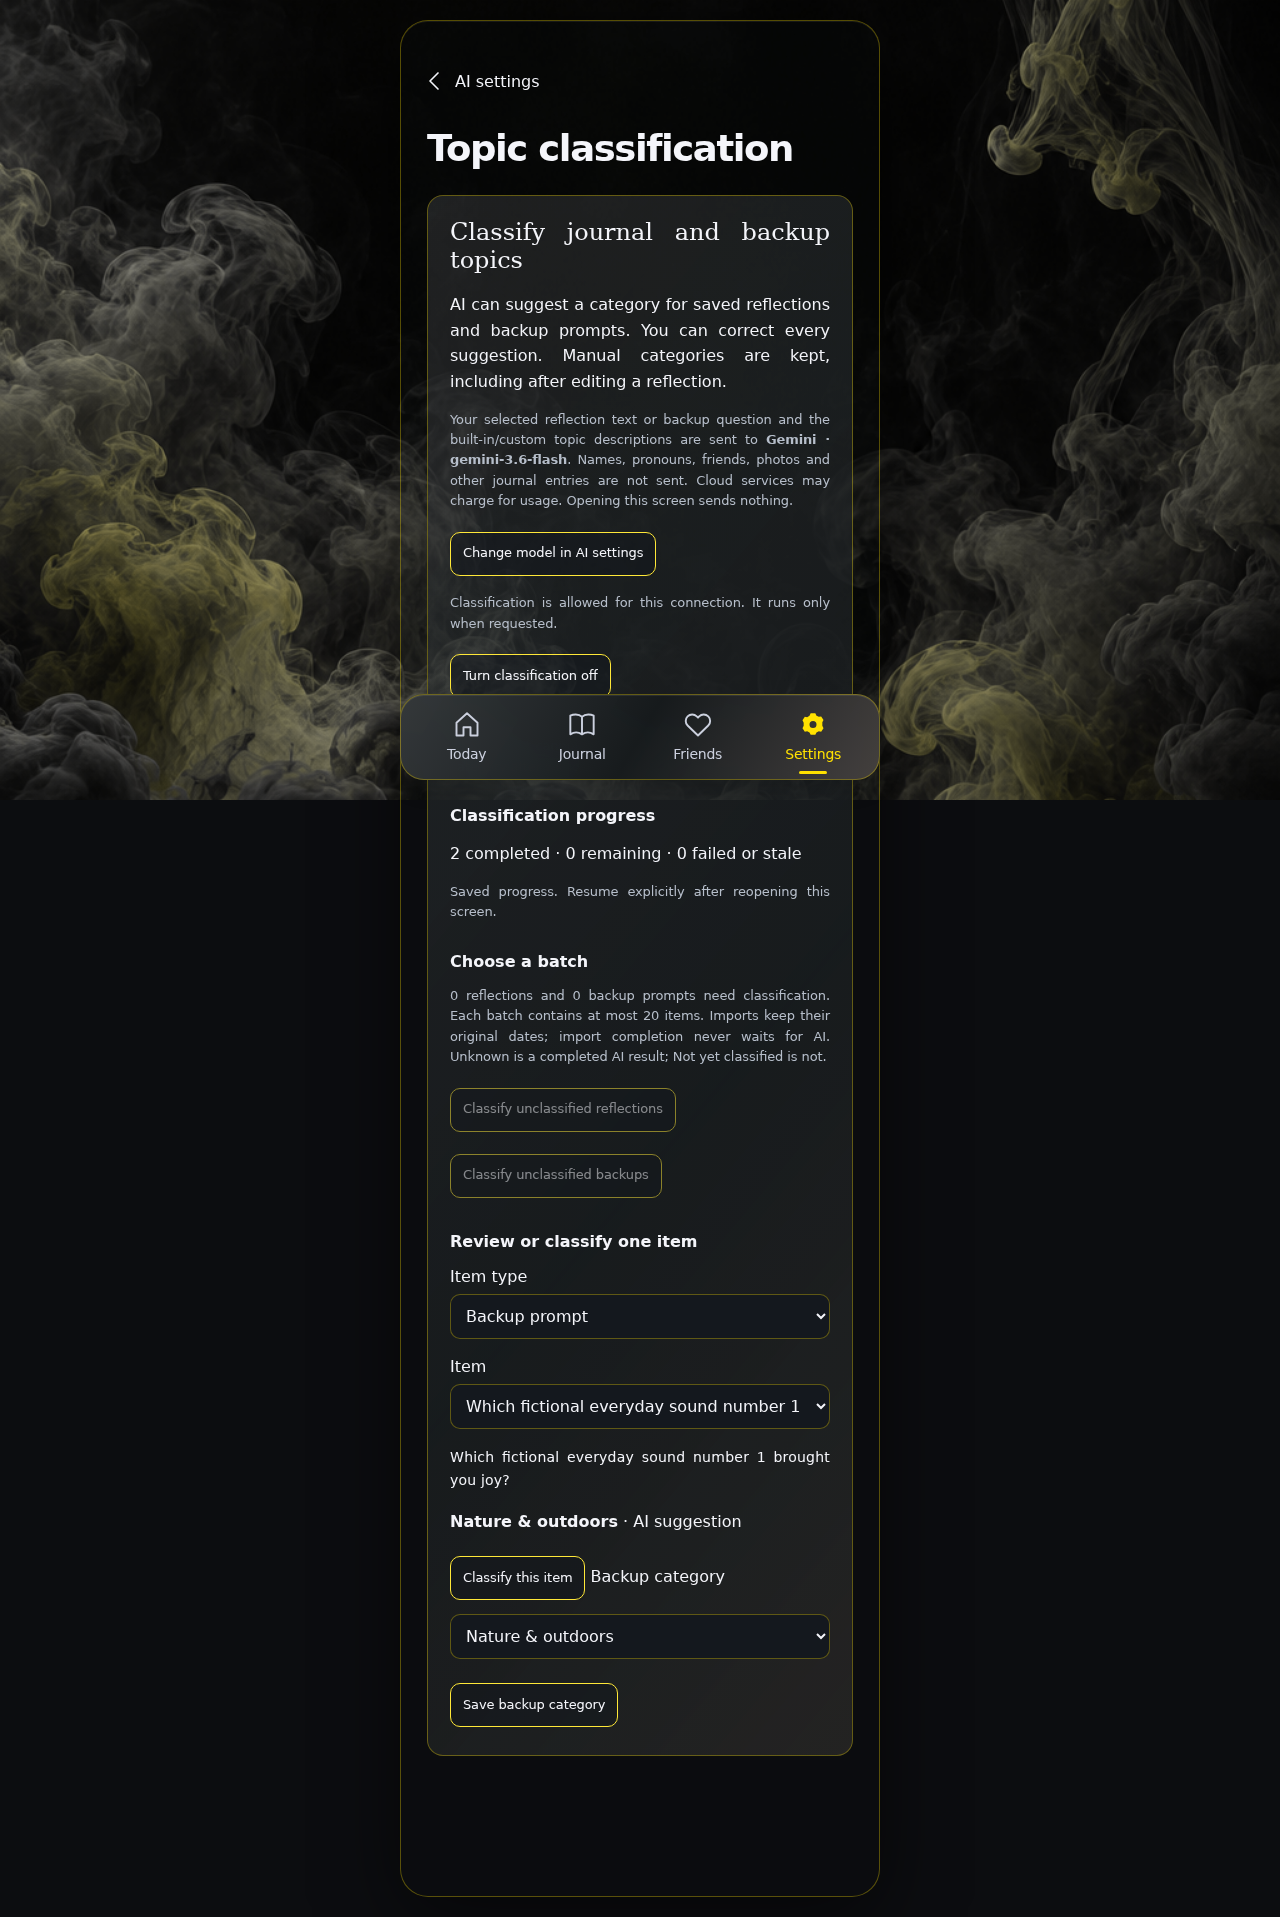 AI settings
Topic classification
Classify journal and backup
topics
AI can suggest a category for saved reflections
and backup prompts. You can correct every
suggestion. Manual categories are kept,
including after editing a reflection.
Your selected reflection text or backup question and the
built-in/custom topic descriptions are sent to Gemini ·
gemini-3.6-flash. Names, pronouns, friends, photos and
other journal entries are not sent. Cloud services may
charge for usage. Opening this screen sends nothing.
Change model in AI settings
Classification is allowed for this connection. It runs only
when requested.
Turn classification off
Today
Journal
Friends
Settings
Classification progress
2 completed · 0 remaining · 0 failed or stale
Saved progress. Resume explicitly after reopening this
screen.
Choose a batch
0 reflections and 0 backup prompts need classification.
Each batch contains at most 20 items. Imports keep their
original dates; import completion never waits for AI.
Unknown is a completed AI result; Not yet classified is not.
Classify unclassified reflections
Classify unclassified backups
Review or classify one item
Item type
Backup prompt
Item
Which fictional everyday sound number 1
Which fictional everyday sound number 1 brought
you joy?
Nature & outdoors · AI suggestion
Classify this item Backup category
Nature & outdoors
Save backup category